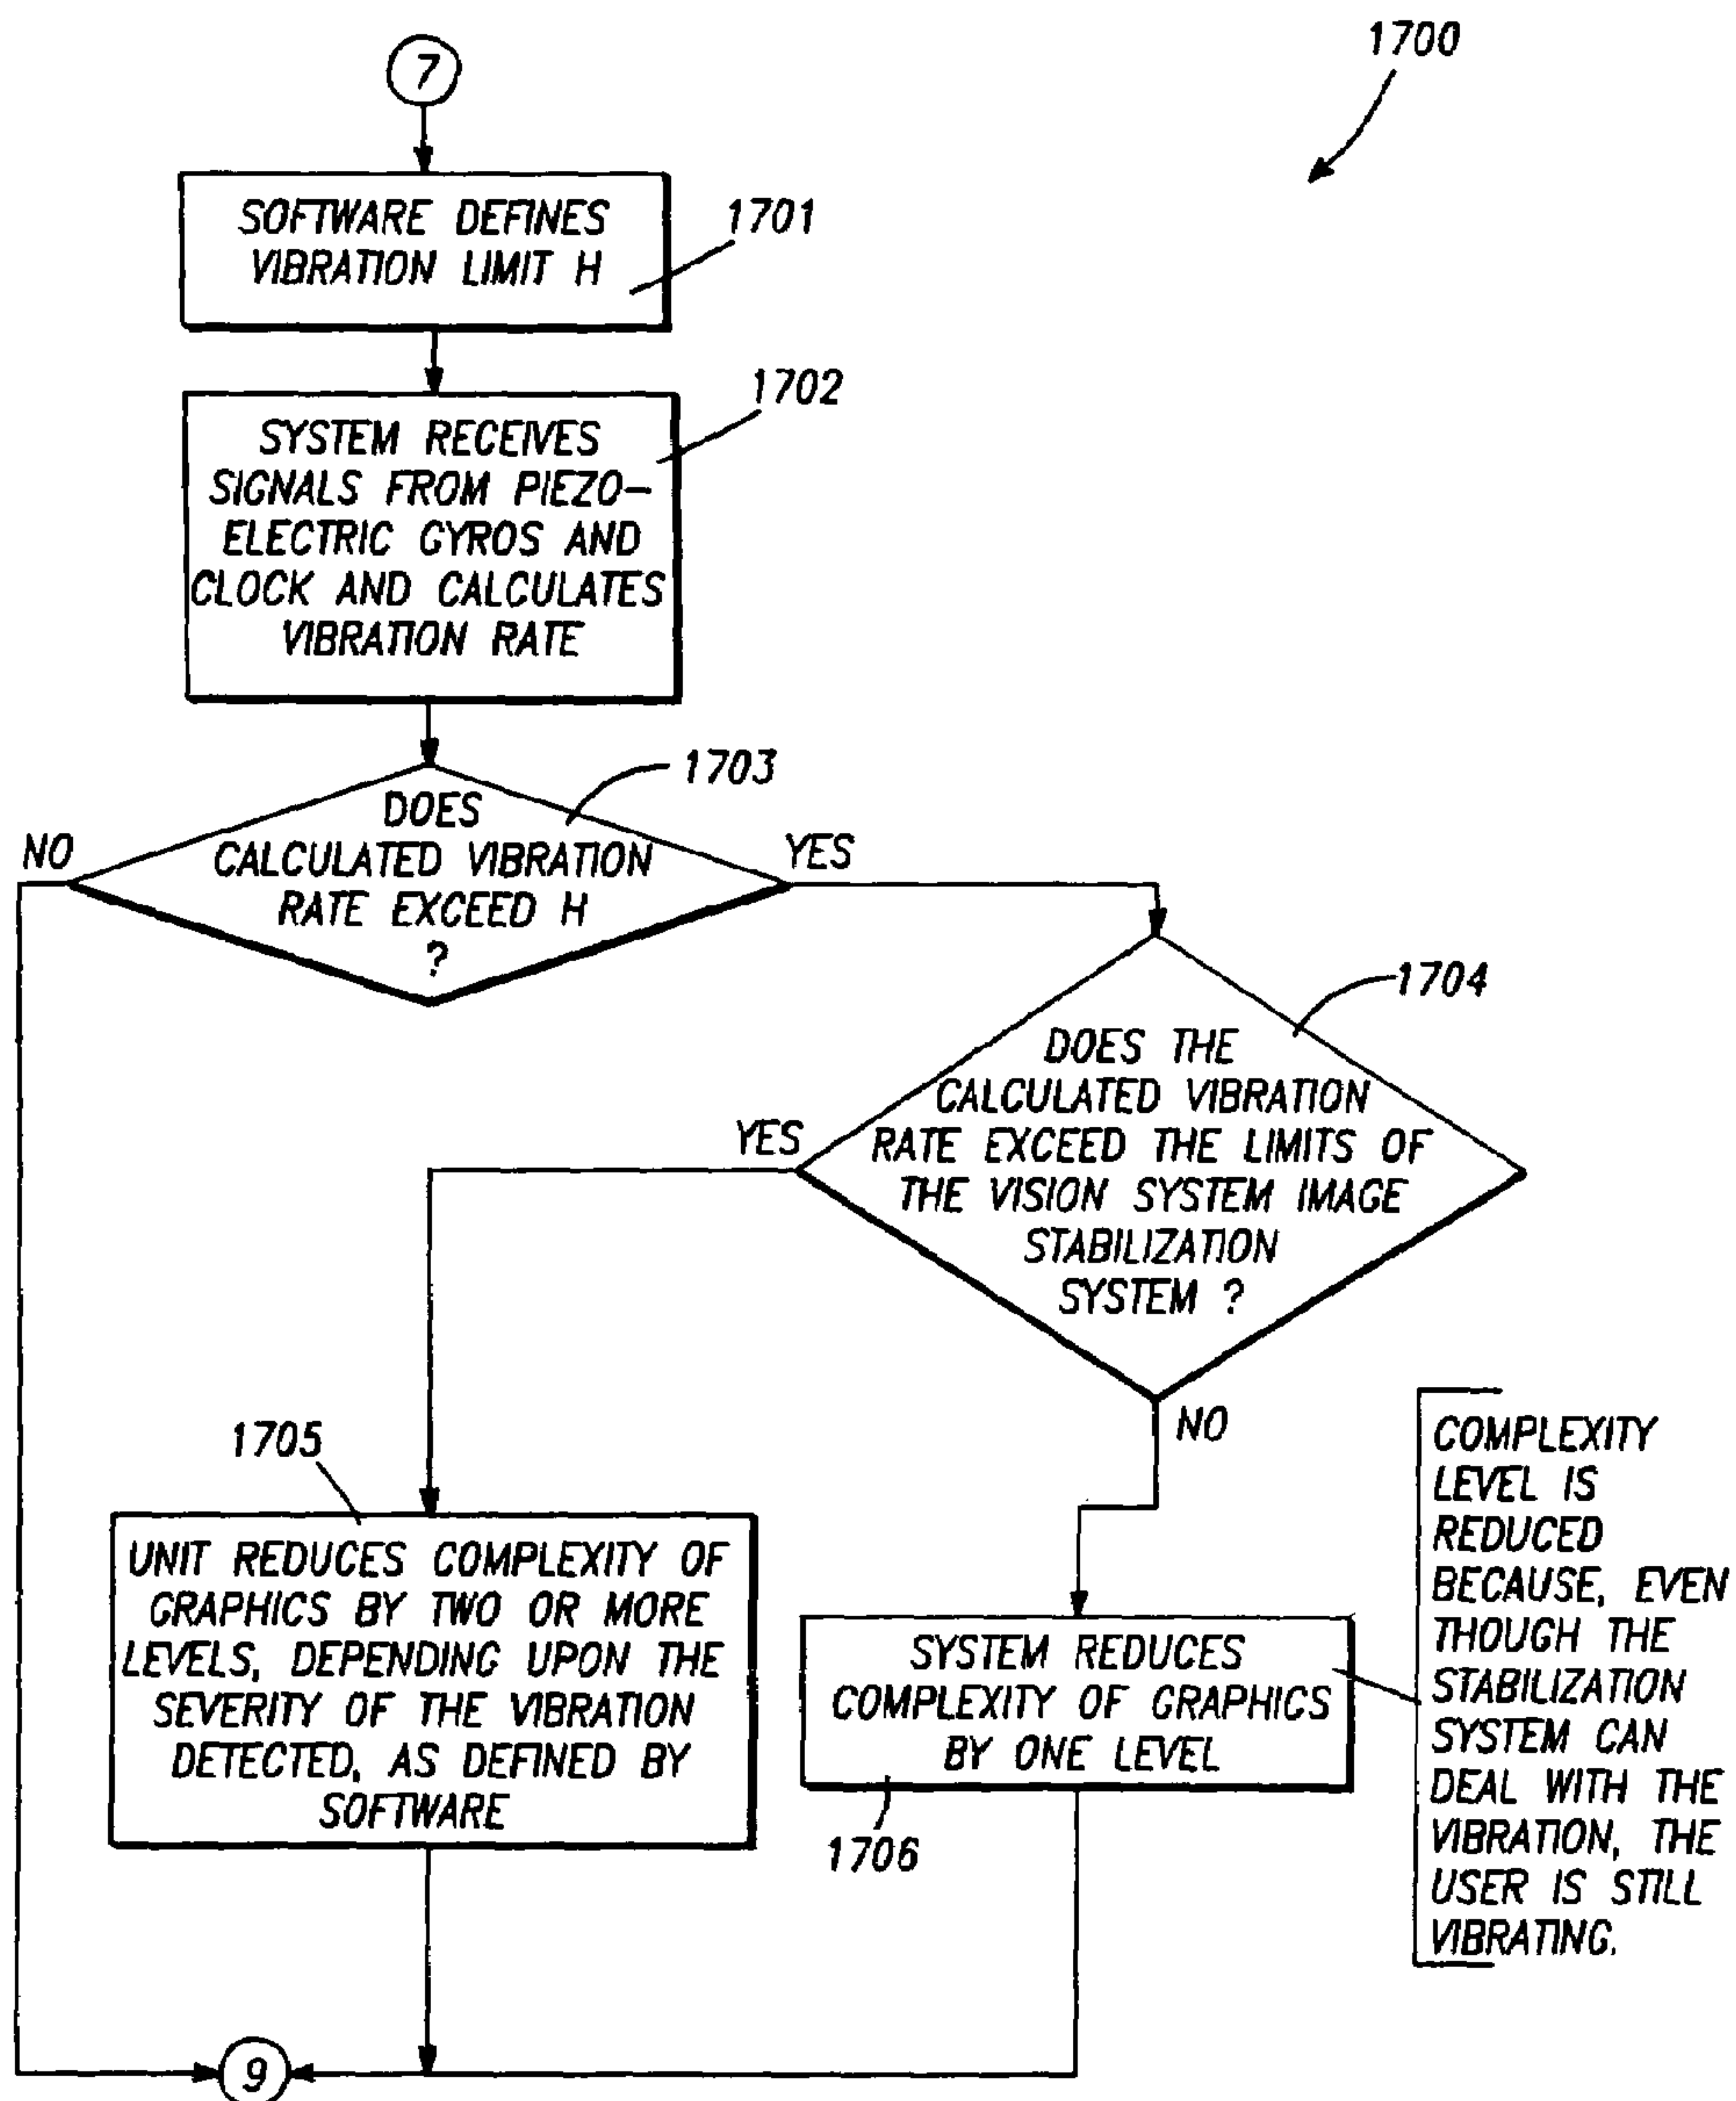 1700
7
SOFTWARE DEFINES
VIBRATION LIMIT H
1701
1702
SYSTEM RECEIVES
SIGNALS FROM PIEZO-
ELECTRIC GYROS AND
CLOCK AND CALCULATES
VIBRATION RATE
1703
DOES
CALCULATED VIBRATION
RATE EXCEED H
?
NO
YES
1704
DOES THE
CALCULATED VIBRATION
RATE EXCEED THE LIMITS OF
THE VISION SYSTEM IMAGE
STABILIZATION
SYSTEM ?
YES
NO
1705
UNIT REDUCES COMPLEXITY OF
GRAPHICS BY TWO OR MORE
LEVELS, DEPENDING UPON THE
SEVERITY OF THE VIBRATION
DETECTED, AS DEFINED BY
SOFTWARE
SYSTEM REDUCES
COMPLEXITY OF GRAPHICS
BY ONE LEVEL
1706
COMPLEXITY
LEVEL IS
REDUCED
BECAUSE, EVEN
THOUGH THE
STABILIZATION
SYSTEM CAN
DEAL WITH THE
VIBRATION, THE
USER IS STILL
VIBRATING.
9